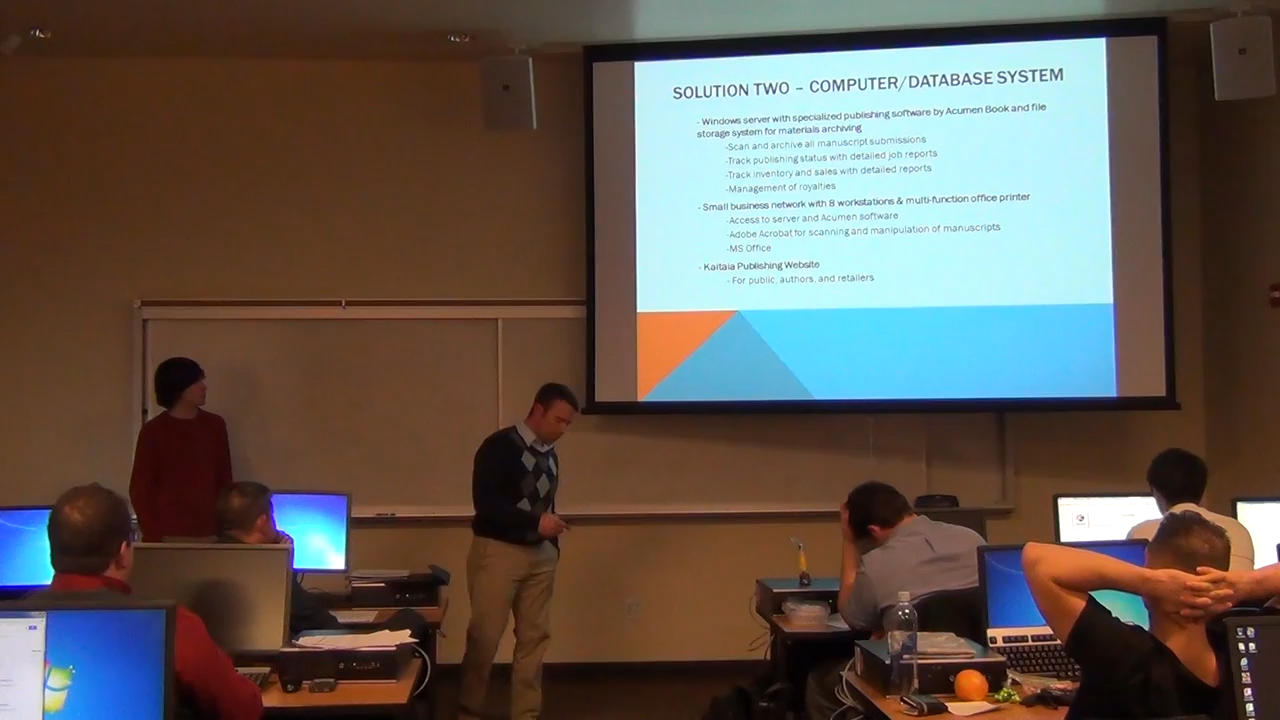 SOLUTION TWO – COMPUTER/DATABASE SYSTEM
- Windows server with specialized publishing software by Acumen Book and file
storage system for materials archiving
-Scan and archive all manuscript submissions
-Track publishing status with detailed job reports
-Track inventory and sales with detailed reports
-Management of royalties
- Small business network with 8 workstations & multi-function office printer
-Access to server and Acumen software
-Adobe Acrobat for scanning and manipulation of manuscripts
-MS Office
- Kaitaia Publishing Website
- For public, authors, and retailers